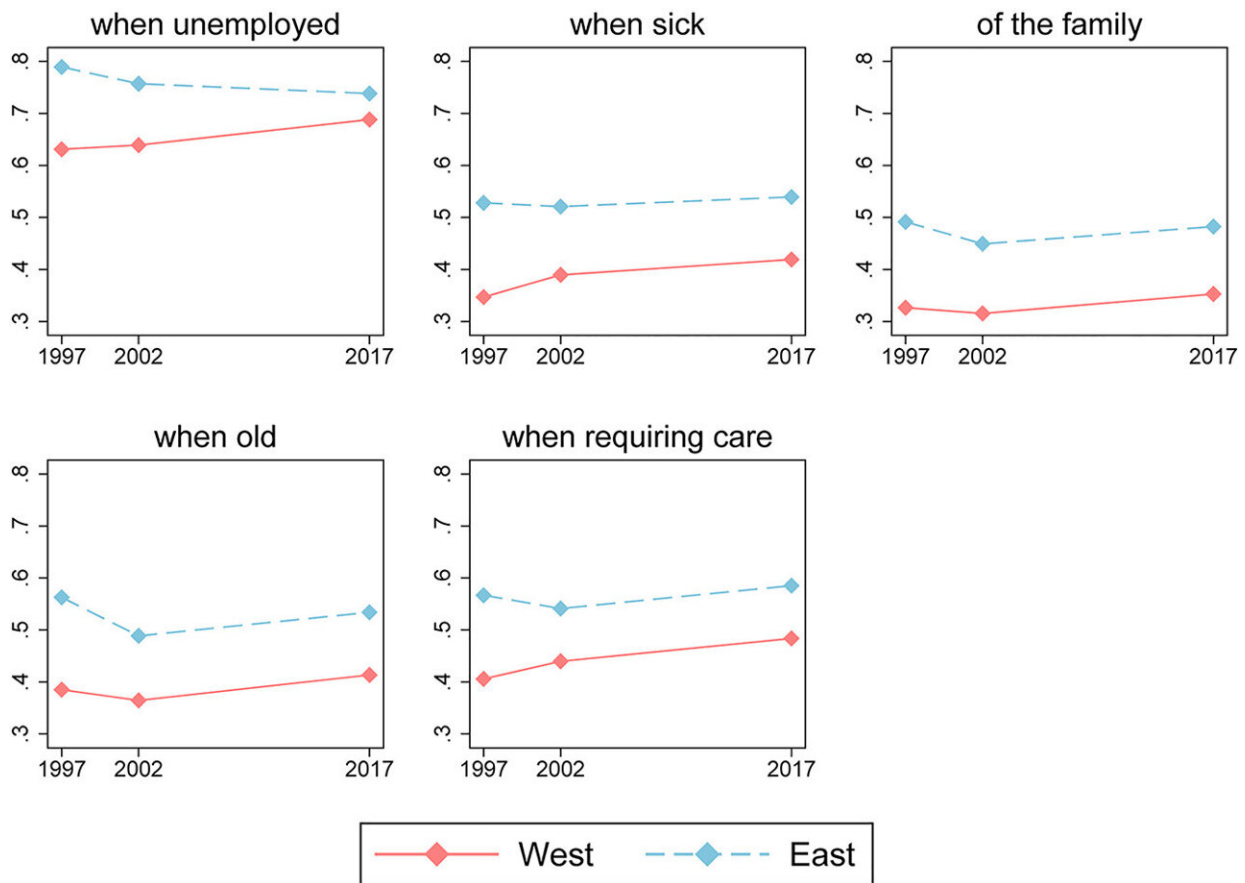 when unemployed
.8
.7
.6
.5
.4
.3
1997 2002 2017
when sick
.8
.7
.6
.5
.4
.3
1997 2002 2017
of the family
.8
.7
.6
.5
.4
.3
1997 2002 2017
when old
.8
.7
.6
.5
.4
.3
1997 2002 2017
when requiring care
.8
.7
.6
.5
.4
.3
1997 2002 2017
West East